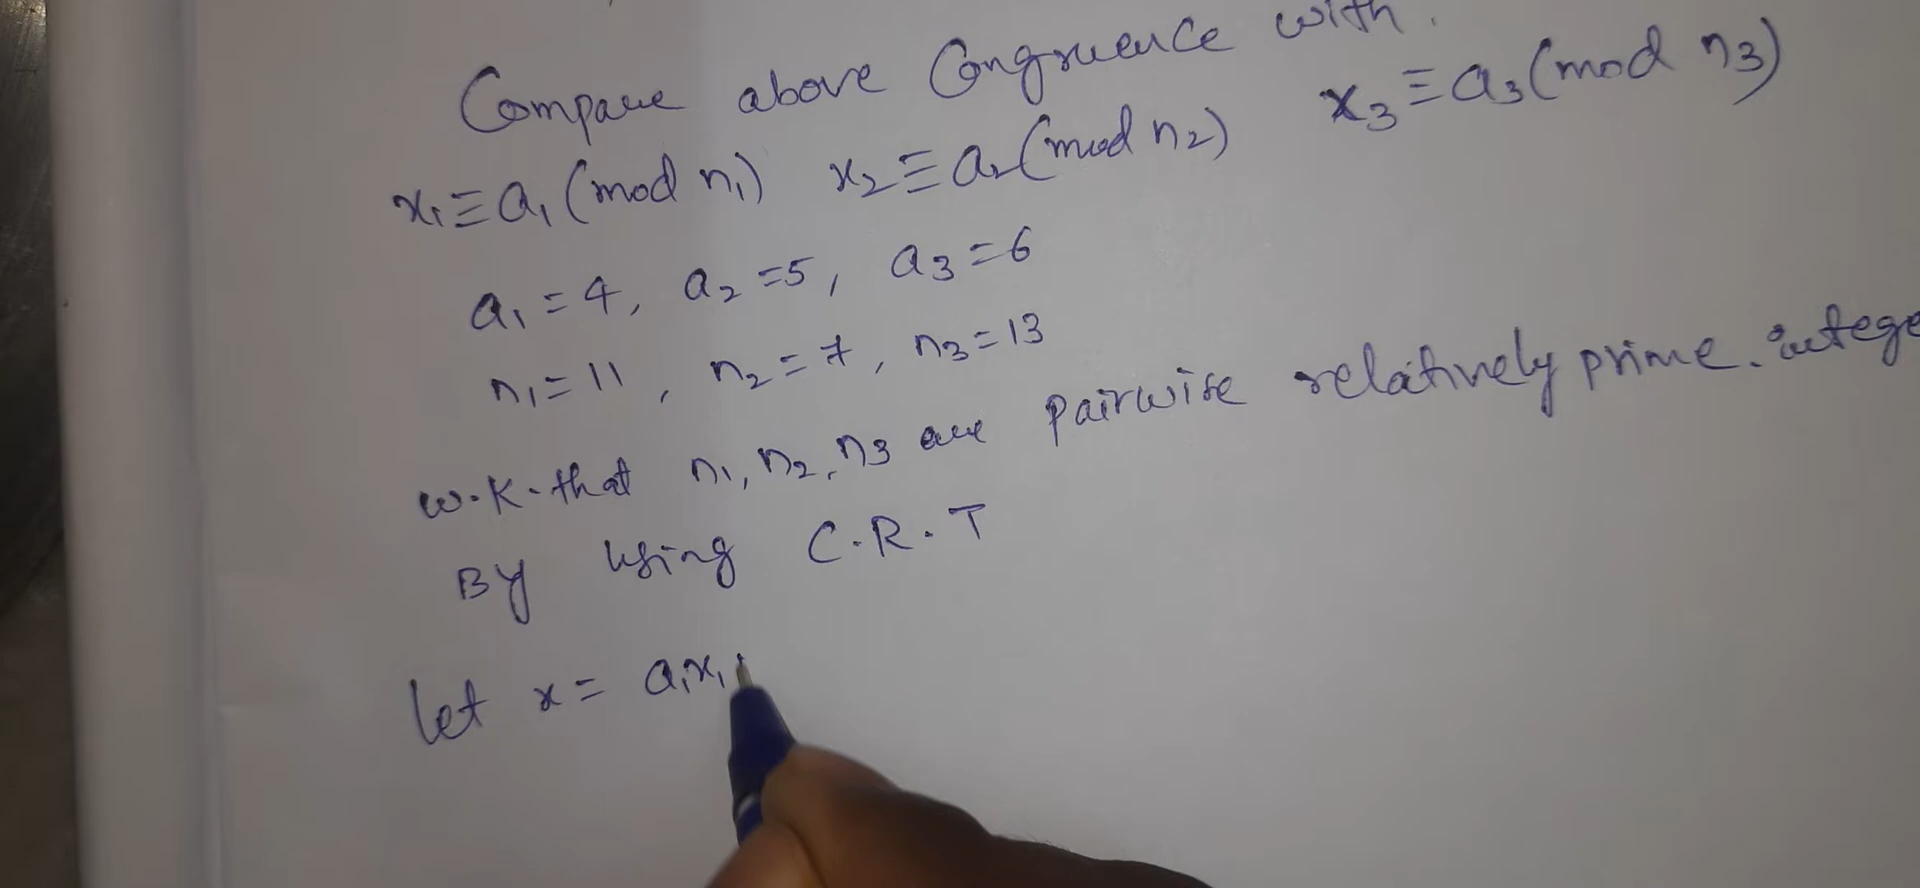 Compare above Congruence with.
x₁≡a₁(mod n₁) x₂≡a₂(mod n₂) x₃≡a₃(mod n₃)
a₁=4, a₂=5, a₃=6
n₁=11, n₂=7, n₃=13
w.k.that n₁, n₂, n₃ are pairwise relatively prime. intege
By using C.R.T
let x= a₁x₁